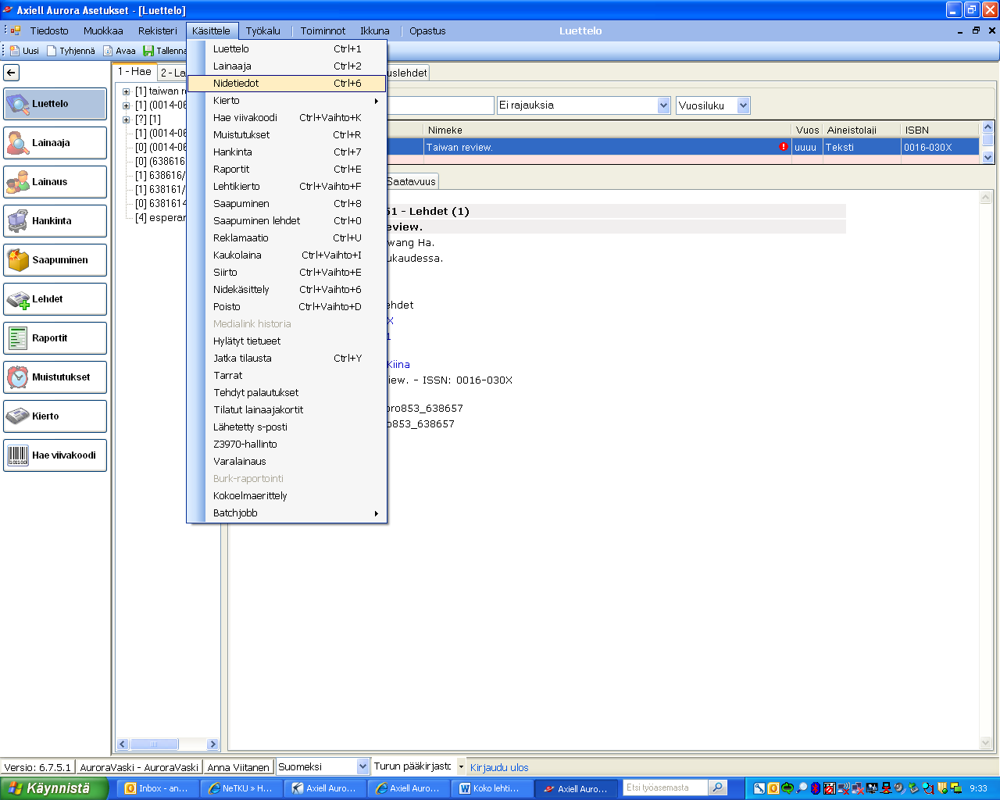 Axiell Aurora Asetukset - [Luettelo]
Tiedosto Muokkaa Rekisteri Käsittele Työkalu Toiminnot Ikkuna Opastus Luettelo
Uusi Tyhjennä Avaa Tallenna
1 - Hae 2 - La uslehdet
Luettelo
Lainaaja
Lainaus
Hankinta
Saapuminen
Lehdet
Raportit
Muistutukset
Kierto
Hae viivakoodi
[1] taiwan re
[1] (0014-06
[?] [1]
[1] (0014-06
[0] (0014-06
[0] (638616
[1] 638616/
[1] 638161/
[0] 6381614
[4] esperan
Luettelo Ctrl+1
Lainaaja Ctrl+2
Nidetiedot Ctrl+6
Kierto
Hae viivakoodi Ctrl+Vaihto+K
Muistutukset Ctrl+R
Hankinta Ctrl+7
Raportit Ctrl+E
Lehtikierto Ctrl+Vaihto+F
Saapuminen Ctrl+8
Saapuminen lehdet Ctrl+0
Reklamaatio Ctrl+U
Kaukolaina Ctrl+Vaihto+I
Siirto Ctrl+Vaihto+E
Nidekäsittely Ctrl+Vaihto+6
Poisto Ctrl+Vaihto+D
Medialink historia
Hylätyt tietueet
Jatka tilausta Ctrl+Y
Tarrat
Tehdyt palautukset
Tilatut lainaajakortit
Lähetetty s-posti
Z3970-hallinto
Varalainaus
Burk-raportointi
Kokoelmaerittely
Batchjobb
Ei rajauksia Vuosiluku
Nimeke Vuos Aineistolaji ISBN
Taiwan review. uuuu Teksti 0016-030X
Saatavuus
51 - Lehdet (1)
eview.
wang Ha.
ukaudessa.
ehdet
X
1
Kiina
iew. - ISSN: 0016-030X
oro853_638657
o853_638657
Versio: 6.7.5.1 AuroraVaski - AuroraVaski Anna Viitanen Suomeksi Turun pääkirjastc Kirjaudu ulos
Käynnistä Inbox - an... NeTKU » H... Axiell Auro... Axiell Auro... Koko lehti... Axiell Auro... Etsi työasemasta 9:33